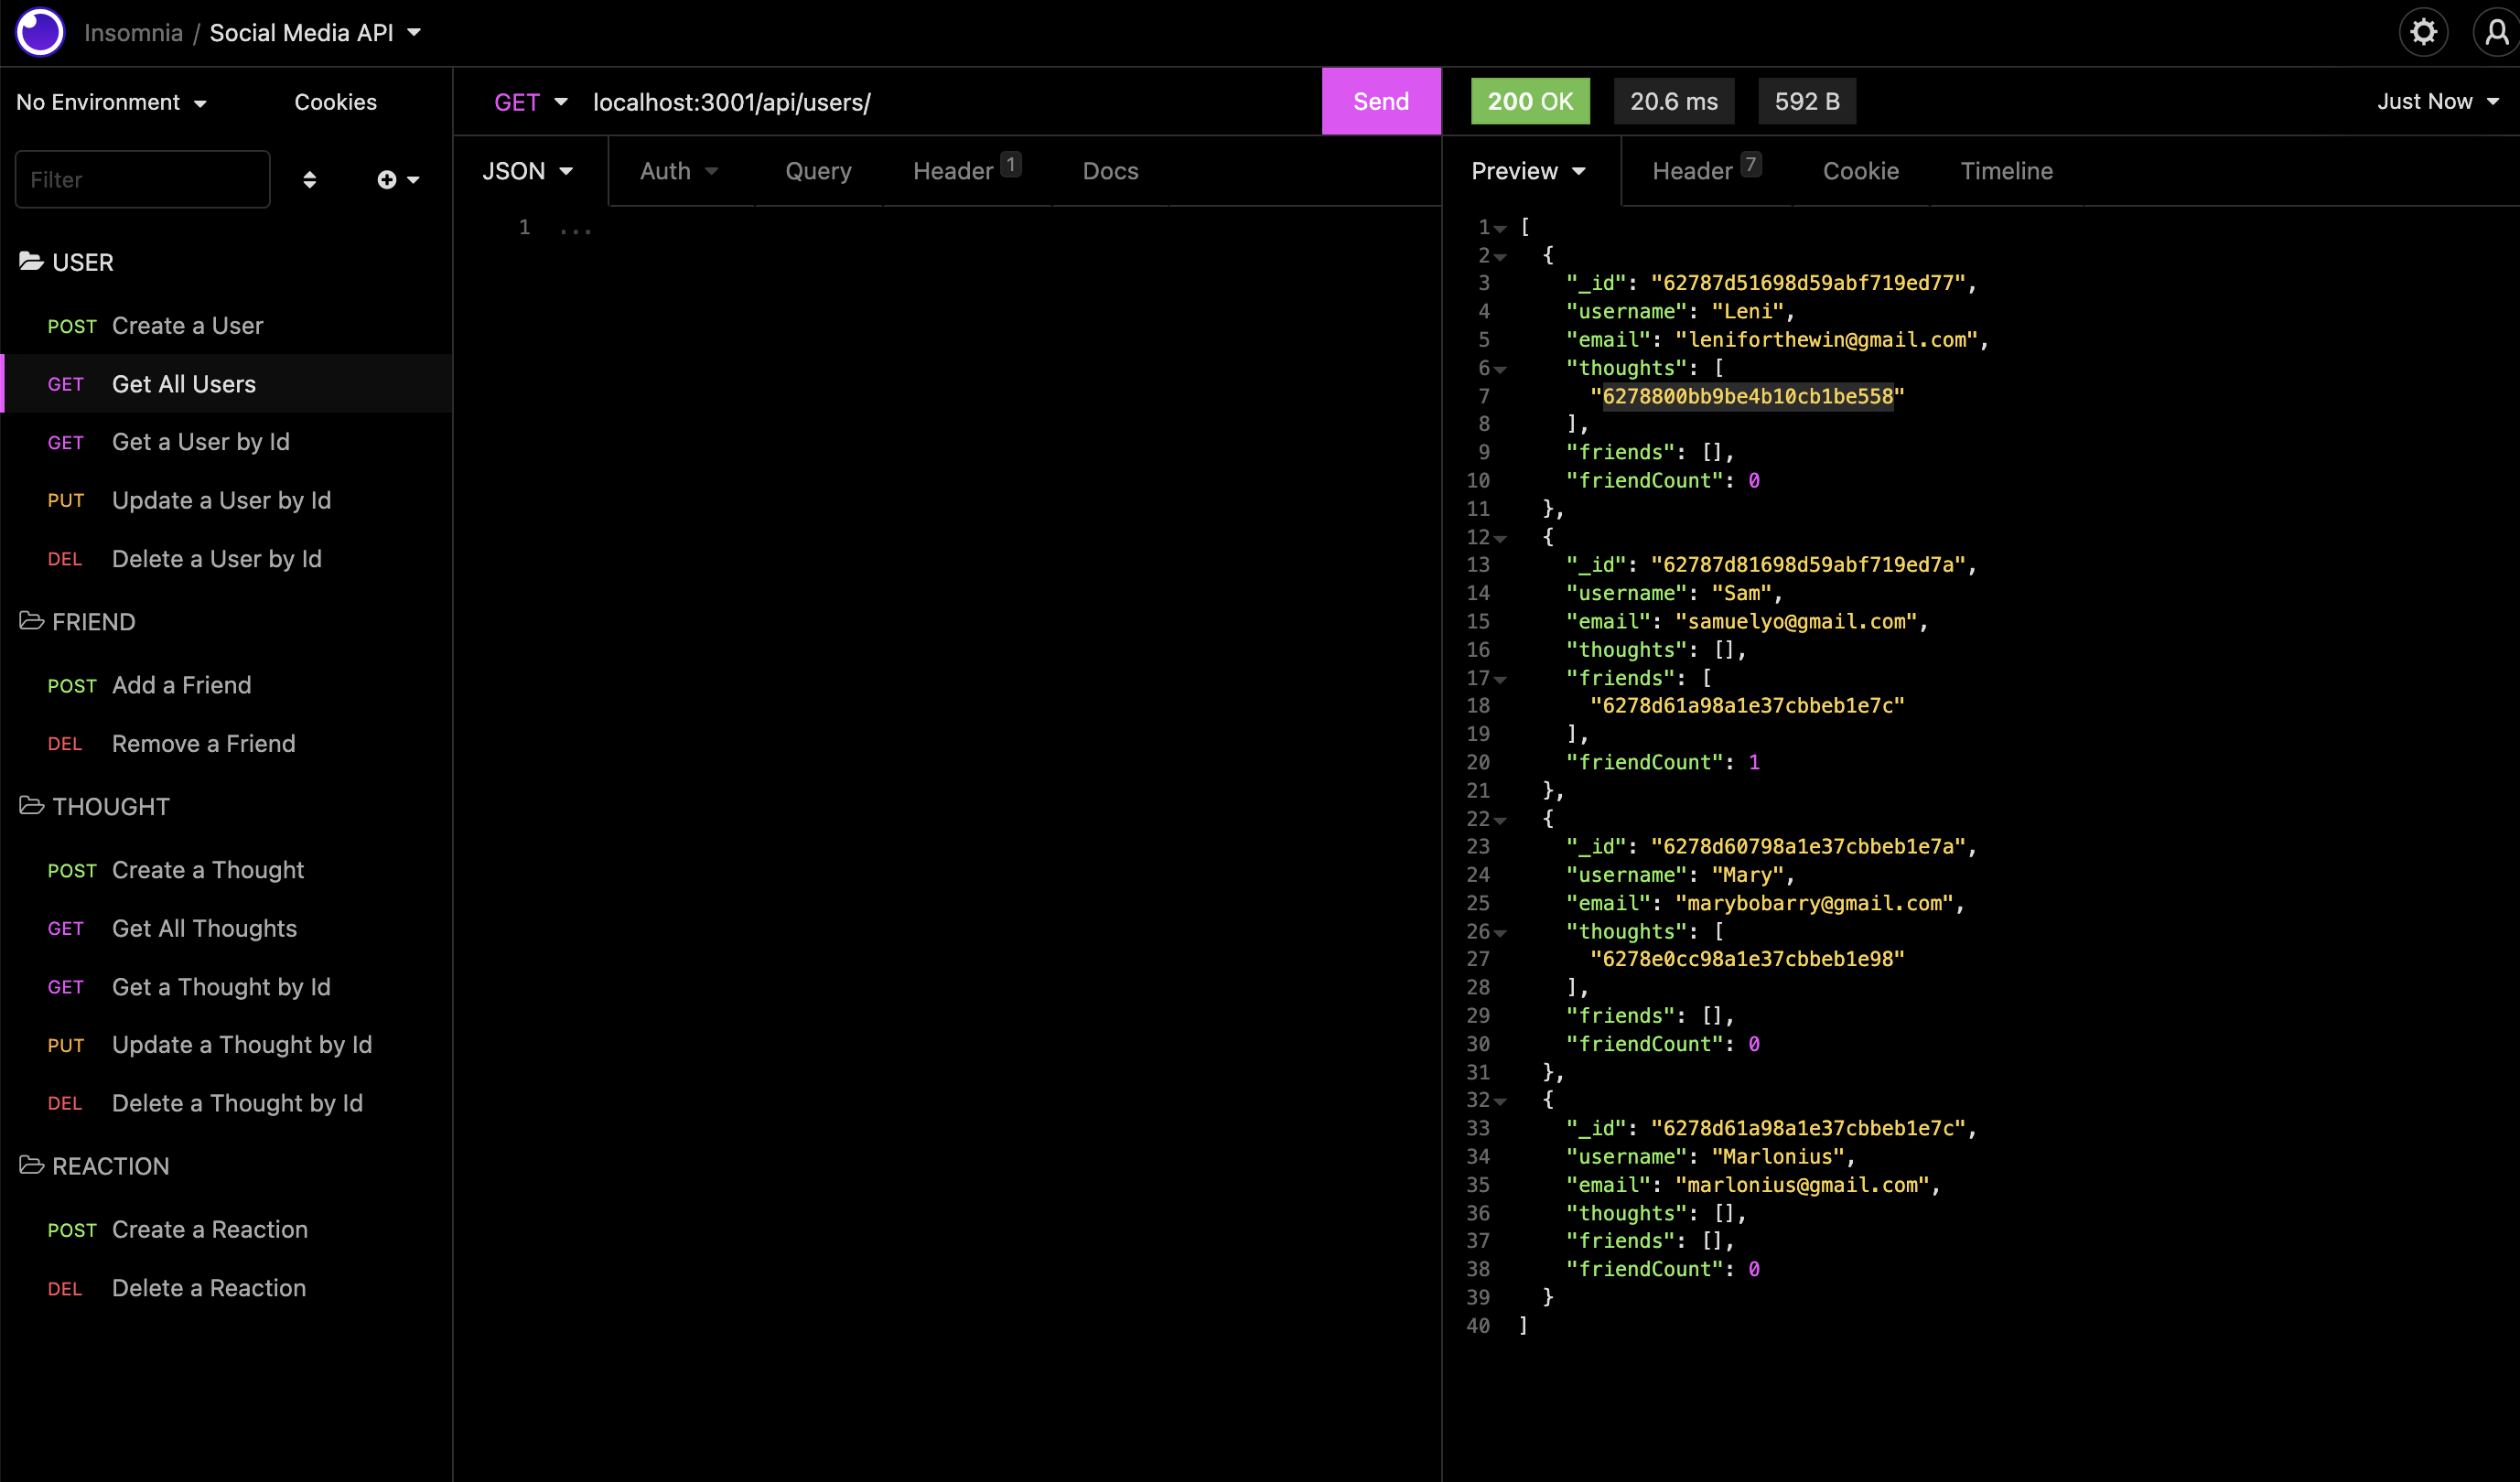 Insomnia / Social Media API
No Environment
Cookies
Filter
USER
POST Create a User
GET Get All Users
GET Get a User by Id
PUT Update a User by Id
DEL Delete a User by Id
FRIEND
POST Add a Friend
DEL Remove a Friend
THOUGHT
POST Create a Thought
GET Get All Thoughts
GET Get a Thought by Id
PUT Update a Thought by Id
DEL Delete a Thought by Id
REACTION
POST Create a Reaction
DEL Delete a Reaction
GET localhost:3001/api/users/ Send
JSON Auth Query Header 1 Docs
1 ...
200 OK 20.6 ms 592 B Just Now
Preview Header 7 Cookie Timeline
1 [
2 {
3 "_id": "62787d51698d59abf719ed77",
4 "username": "Leni",
5 "email": "leniforthewin@gmail.com",
6 "thoughts": [
7 "6278800bb9be4b10cb1be558"
8 ],
9 "friends": [],
10 "friendCount": 0
11 },
12 {
13 "_id": "62787d81698d59abf719ed7a",
14 "username": "Sam",
15 "email": "samuelyo@gmail.com",
16 "thoughts": [],
17 "friends": [
18 "6278d61a98a1e37cbbeb1e7c"
19 ],
20 "friendCount": 1
21 },
22 {
23 "_id": "6278d60798a1e37cbbeb1e7a",
24 "username": "Mary",
25 "email": "marybobarry@gmail.com",
26 "thoughts": [
27 "6278e0cc98a1e37cbbeb1e98"
28 ],
29 "friends": [],
30 "friendCount": 0
31 },
32 {
33 "_id": "6278d61a98a1e37cbbeb1e7c",
34 "username": "Marlonius",
35 "email": "marlonius@gmail.com",
36 "thoughts": [],
37 "friends": [],
38 "friendCount": 0
39 }
40 ]